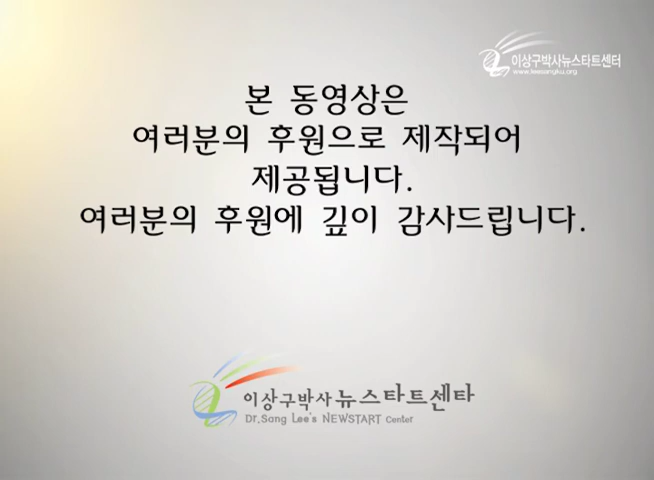 이상구박사뉴스타트센터
www.leesangku.org
본 동영상은
여러분의 후원으로 제작되어
제공됩니다.
여러분의 후원에 깊이 감사드립니다.
이상구박사뉴스타트센타
Dr.Sang Lee's NEWSTART Center